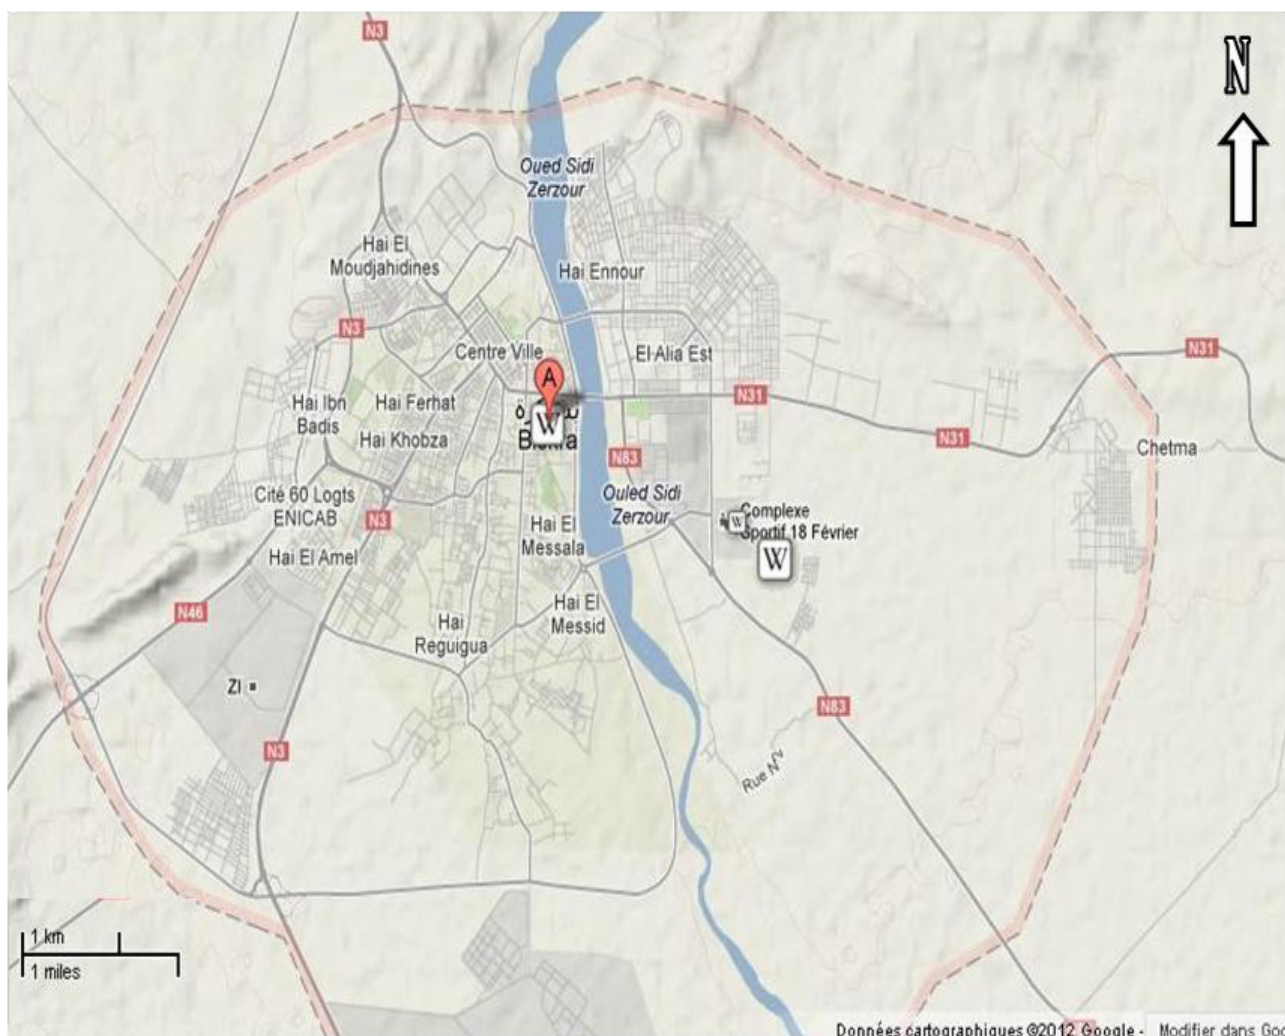 N3
N
Oued Sidi
Zerzour
Hai El
Moudjahidines
Hai Ennour
N3
Centre Ville
El Alia Est
N31
A
N31
Hai Ibn
Badis
Hai Ferhat
Hai Khobza
W
N31
Chetma
N83
Cité 60 Logts
ENICAB
Ouled Sidi
Zerzour
N3
Complexe
Sportif 18 Février
W
W
Hai El
Messala
Hai El Amel
N46
Hai
Reguigua
Hai El
Messid
ZI
N83
N3
Rue N
1 km
1 miles
Données cartographiques ©2012 Google -
Modifier dans Goo